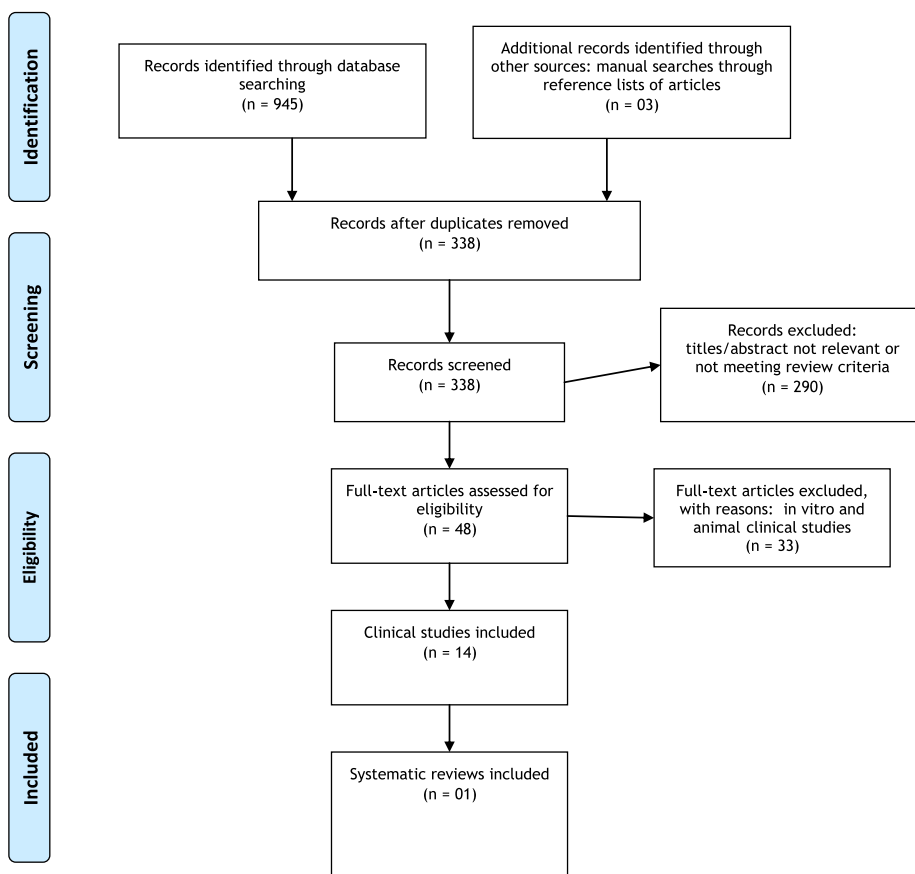 Identification
Records identified through database
searching
(n = 945)
Additional records identified through
other sources: manual searches through
reference lists of articles
(n = 03)
Records after duplicates removed
(n = 338)
Screening
Records screened
(n = 338)
Records excluded:
titles/abstract not relevant or
not meeting review criteria
(n = 290)
Eligibility
Full-text articles assessed for
eligibility
(n = 48)
Full-text articles excluded,
with reasons: in vitro and
animal clinical studies
(n = 33)
Clinical studies included
(n = 14)
Included
Systematic reviews included
(n = 01)